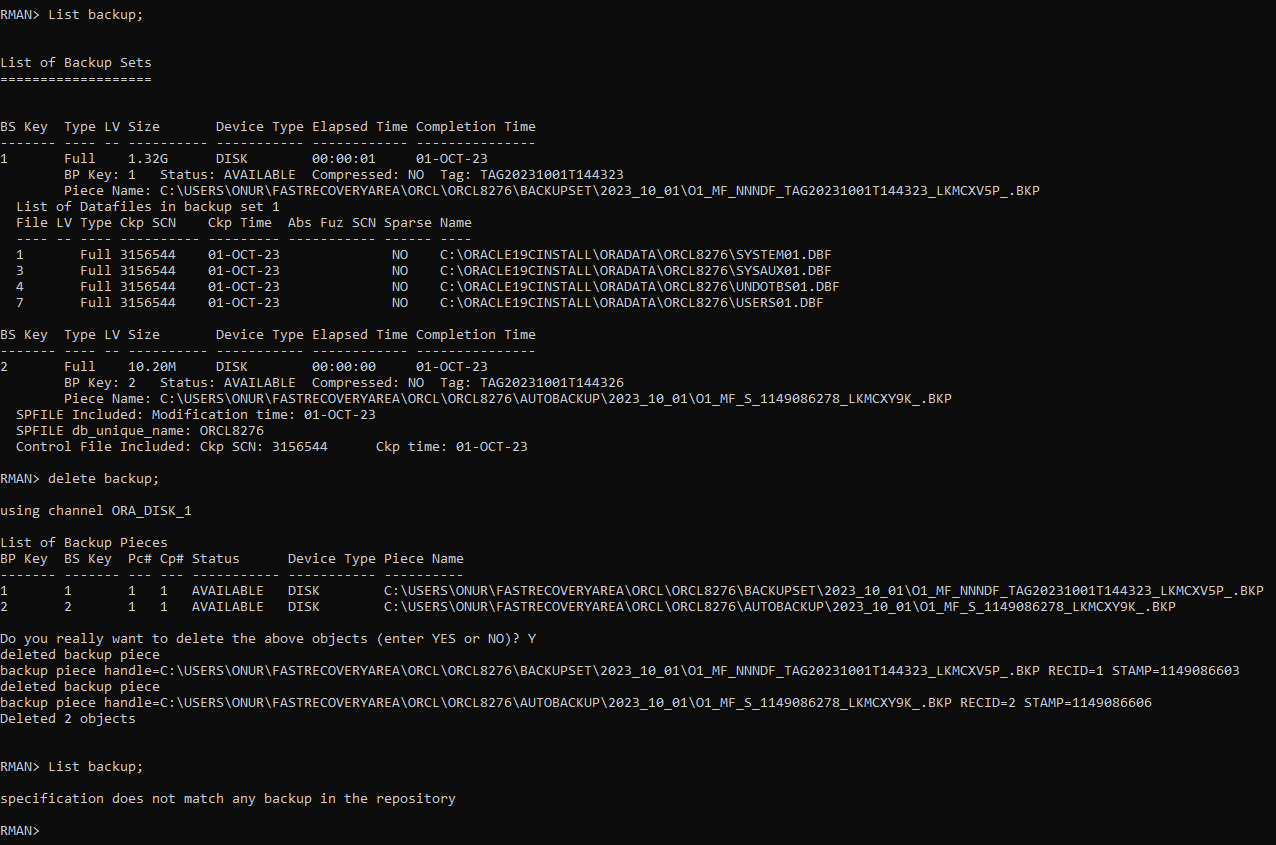 RMAN> List backup;
List of Backup Sets
===================
BS Key  Type LV Size       Device Type Elapsed Time Completion Time
------- ---- -- ---------- ----------- ------------ ---------------
1       Full    1.32G      DISK        00:00:01     01-OCT-23
        BP Key: 1   Status: AVAILABLE  Compressed: NO  Tag: TAG20231001T144323
        Piece Name: C:\USERS\ONUR\FASTRECOVERYAREA\ORCL\ORCL8276\BACKUPSET\2023_10_01\O1_MF_NNNDF_TAG20231001T144323_LKMCXV5P_.BKP
  List of Datafiles in backup set 1
  File LV Type Ckp SCN    Ckp Time  Abs Fuz SCN Sparse Name
  ---- -- ---- ---------- --------- ----------- ------ ----
  1       Full 3156544    01-OCT-23              NO    C:\ORACLE19CINSTALL\ORADATA\ORCL8276\SYSTEM01.DBF
  3       Full 3156544    01-OCT-23              NO    C:\ORACLE19CINSTALL\ORADATA\ORCL8276\SYSAUX01.DBF
  4       Full 3156544    01-OCT-23              NO    C:\ORACLE19CINSTALL\ORADATA\ORCL8276\UNDOTBS01.DBF
  7       Full 3156544    01-OCT-23              NO    C:\ORACLE19CINSTALL\ORADATA\ORCL8276\USERS01.DBF
BS Key  Type LV Size       Device Type Elapsed Time Completion Time
------- ---- -- ---------- ----------- ------------ ---------------
2       Full    10.20M     DISK        00:00:00     01-OCT-23
        BP Key: 2   Status: AVAILABLE  Compressed: NO  Tag: TAG20231001T144326
        Piece Name: C:\USERS\ONUR\FASTRECOVERYAREA\ORCL\ORCL8276\AUTOBACKUP\2023_10_01\O1_MF_S_1149086278_LKMCXY9K_.BKP
  SPFILE Included: Modification time: 01-OCT-23
  SPFILE db_unique_name: ORCL8276
  Control File Included: Ckp SCN: 3156544      Ckp time: 01-OCT-23
RMAN> delete backup;
using channel ORA_DISK_1
List of Backup Pieces
BP Key  BS Key  Pc# Cp# Status      Device Type Piece Name
------- ------- --- --- ----------- ----------- ----------
1       1       1   1   AVAILABLE   DISK        C:\USERS\ONUR\FASTRECOVERYAREA\ORCL\ORCL8276\BACKUPSET\2023_10_01\O1_MF_NNNDF_TAG20231001T144323_LKMCXV5P_.BKP
2       2       1   1   AVAILABLE   DISK        C:\USERS\ONUR\FASTRECOVERYAREA\ORCL\ORCL8276\AUTOBACKUP\2023_10_01\O1_MF_S_1149086278_LKMCXY9K_.BKP
Do you really want to delete the above objects (enter YES or NO)? Y
deleted backup piece
backup piece handle=C:\USERS\ONUR\FASTRECOVERYAREA\ORCL\ORCL8276\BACKUPSET\2023_10_01\O1_MF_NNNDF_TAG20231001T144323_LKMCXV5P_.BKP RECID=1 STAMP=1149086603
deleted backup piece
backup piece handle=C:\USERS\ONUR\FASTRECOVERYAREA\ORCL\ORCL8276\AUTOBACKUP\2023_10_01\O1_MF_S_1149086278_LKMCXY9K_.BKP RECID=2 STAMP=1149086606
Deleted 2 objects
RMAN> List backup;
specification does not match any backup in the repository
RMAN>